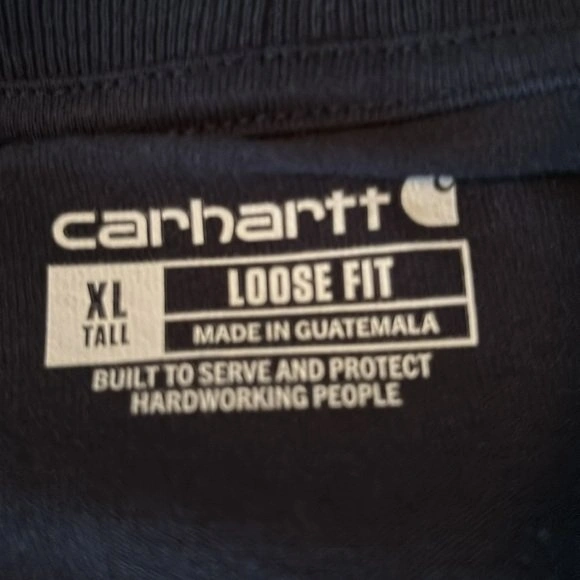 carhartt
XL
TALL
LOOSE FIT
MADE IN GUATEMALA
BUILT TO SERVE AND PROTECT
HARDWORKING PEOPLE